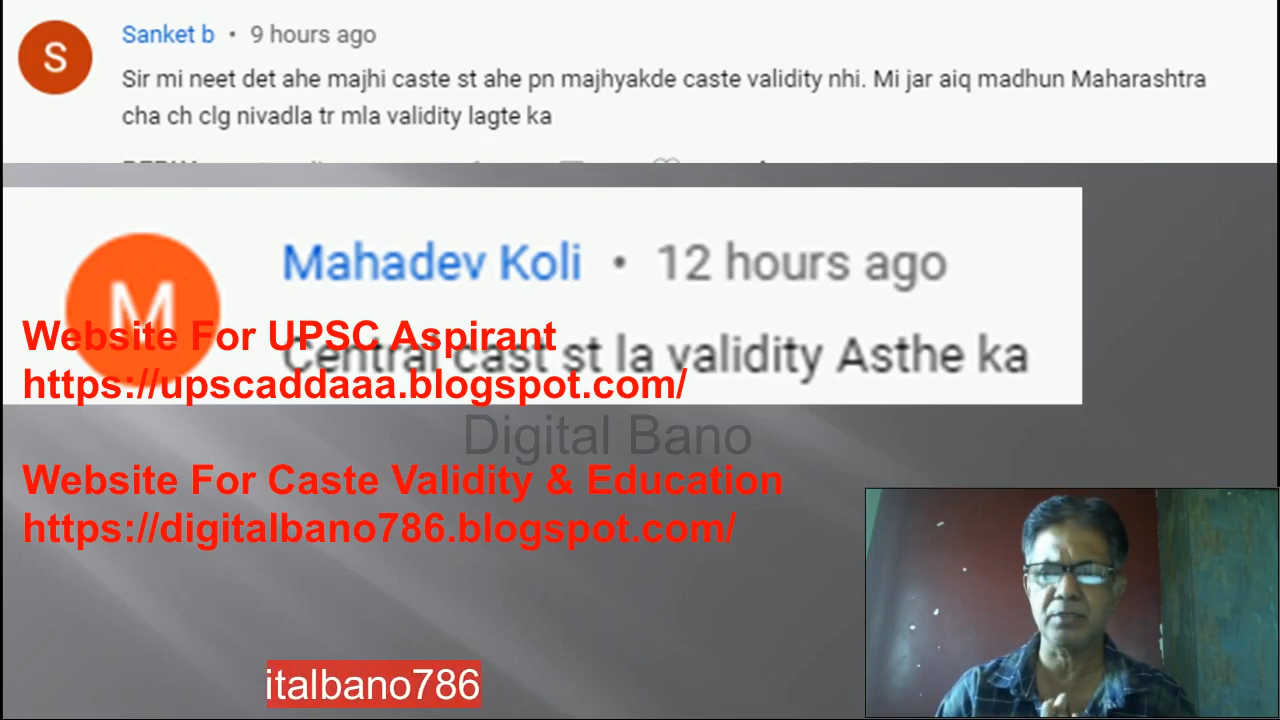 S
Sanket b • 9 hours ago
Sir mi neet det ahe majhi caste st ahe pn majhyakde caste validity nhi. Mi jar aiq madhun Maharashtra
cha ch clg nivadla tr mla validity lagte ka
M
Mahadev Koli • 12 hours ago
Website For UPSC Aspirant
Central cast st la validity Asthe ka
https://upscaddaaa.blogspot.com/
Digital Bano
Website For Caste Validity & Education
https://digitalbano786.blogspot.com/
italbano786